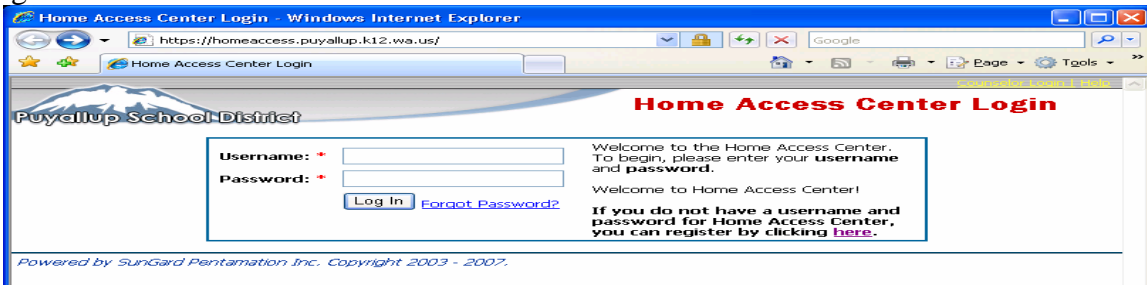 Home Access Center Login - Windows Internet Explorer
https://homeaccess.puyallup.k12.wa.us/
Google
Home Access Center Login
Page
Tools
Counselor Login | Help
Puyallup School District
Home Access Center Login
Username: *
Password: *
Log In Forgot Password?
Welcome to the Home Access Center.
To begin, please enter your username
and password.
Welcome to Home Access Center!
If you do not have a username and
password for Home Access Center,
you can register by clicking here.
Powered by SunGard Pentamation Inc. Copyright 2003 - 2007.